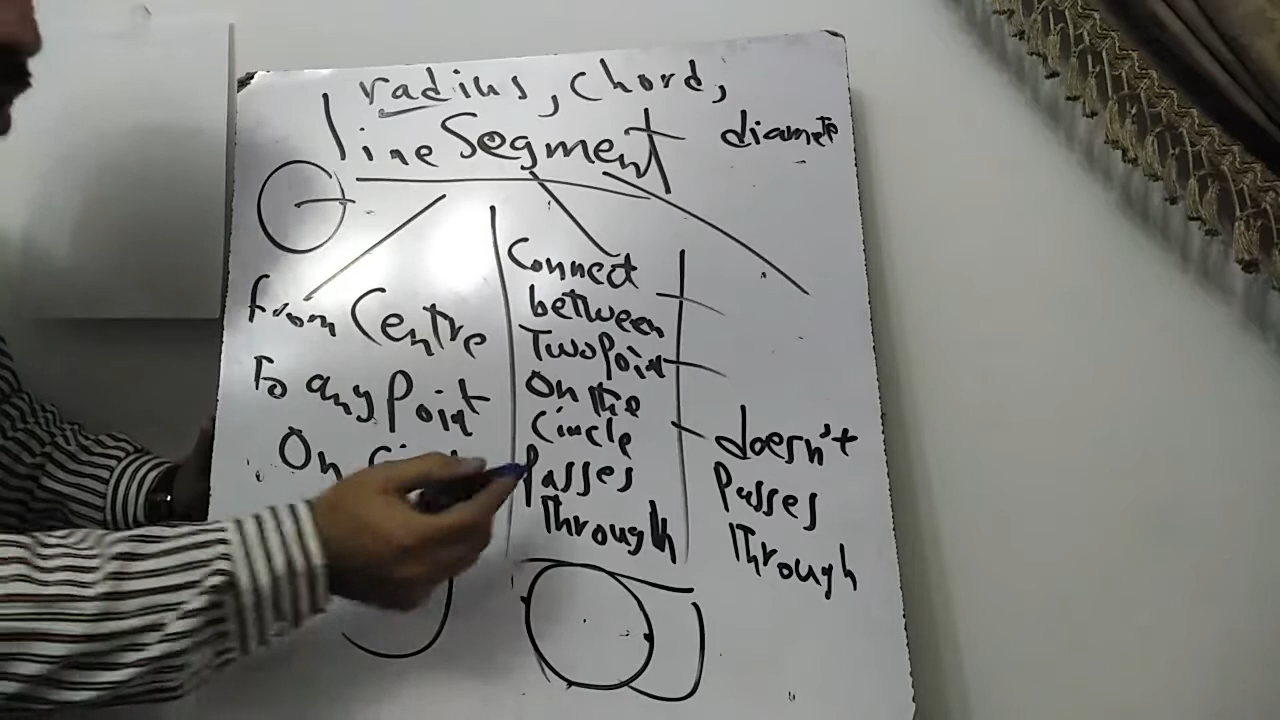 radius, Chord,
line Segment diamete
From Centre
To any Point
On
Connect
between
Two Point
On the
Circle
Passes
Through
doesn't
Passes
Through